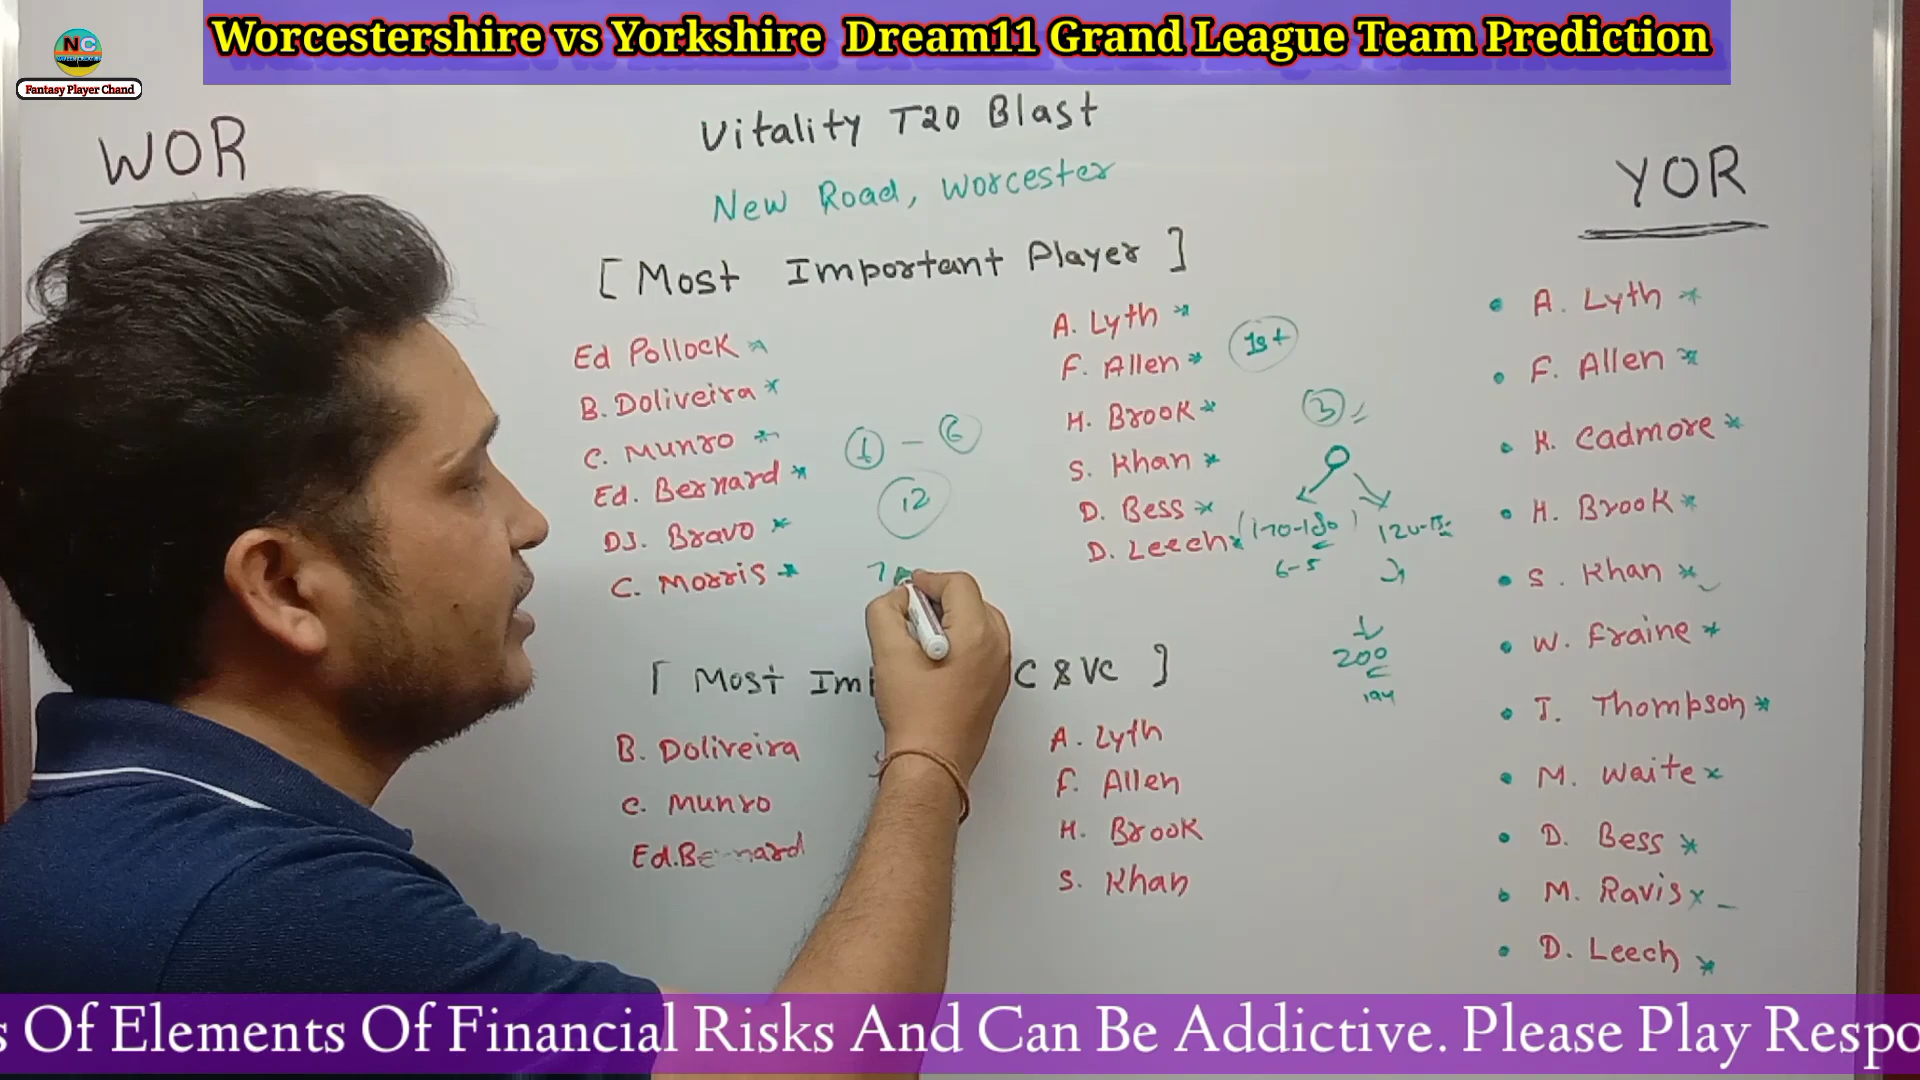 Worcestershire vs Yorkshire Dream11 Grand League Team Prediction
NC
Fantasy Player Chand
Vitality T20 Blast
New Road, Worcester
WOR
YOR
[ Most Important Player ]
Ed Pollock *
B. Doliveira *
C. Munro *
Ed. Bernard *
DJ. Bravo *
C. Morris *
1 - 6
12
7
A. Lyth *
F. Allen *
H. Brook *
S. Khan *
D. Bess *
D. Leech *
1st
3
(170-180)
6-5
200
194
[ Most Im C & VC ]
B. Doliveira
C. Munro
Ed. Bernard
A. Lyth
F. Allen
H. Brook
S. Khan
• A. Lyth *
• F. Allen *
• K. Cadmore *
• H. Brook *
• S. Khan *
• W. Fraine *
• J. Thompson *
• M. Waite x
• D. Bess *
• M. Ravis x
• D. Leech *
s Of Elements Of Financial Risks And Can Be Addictive. Please Play Respo